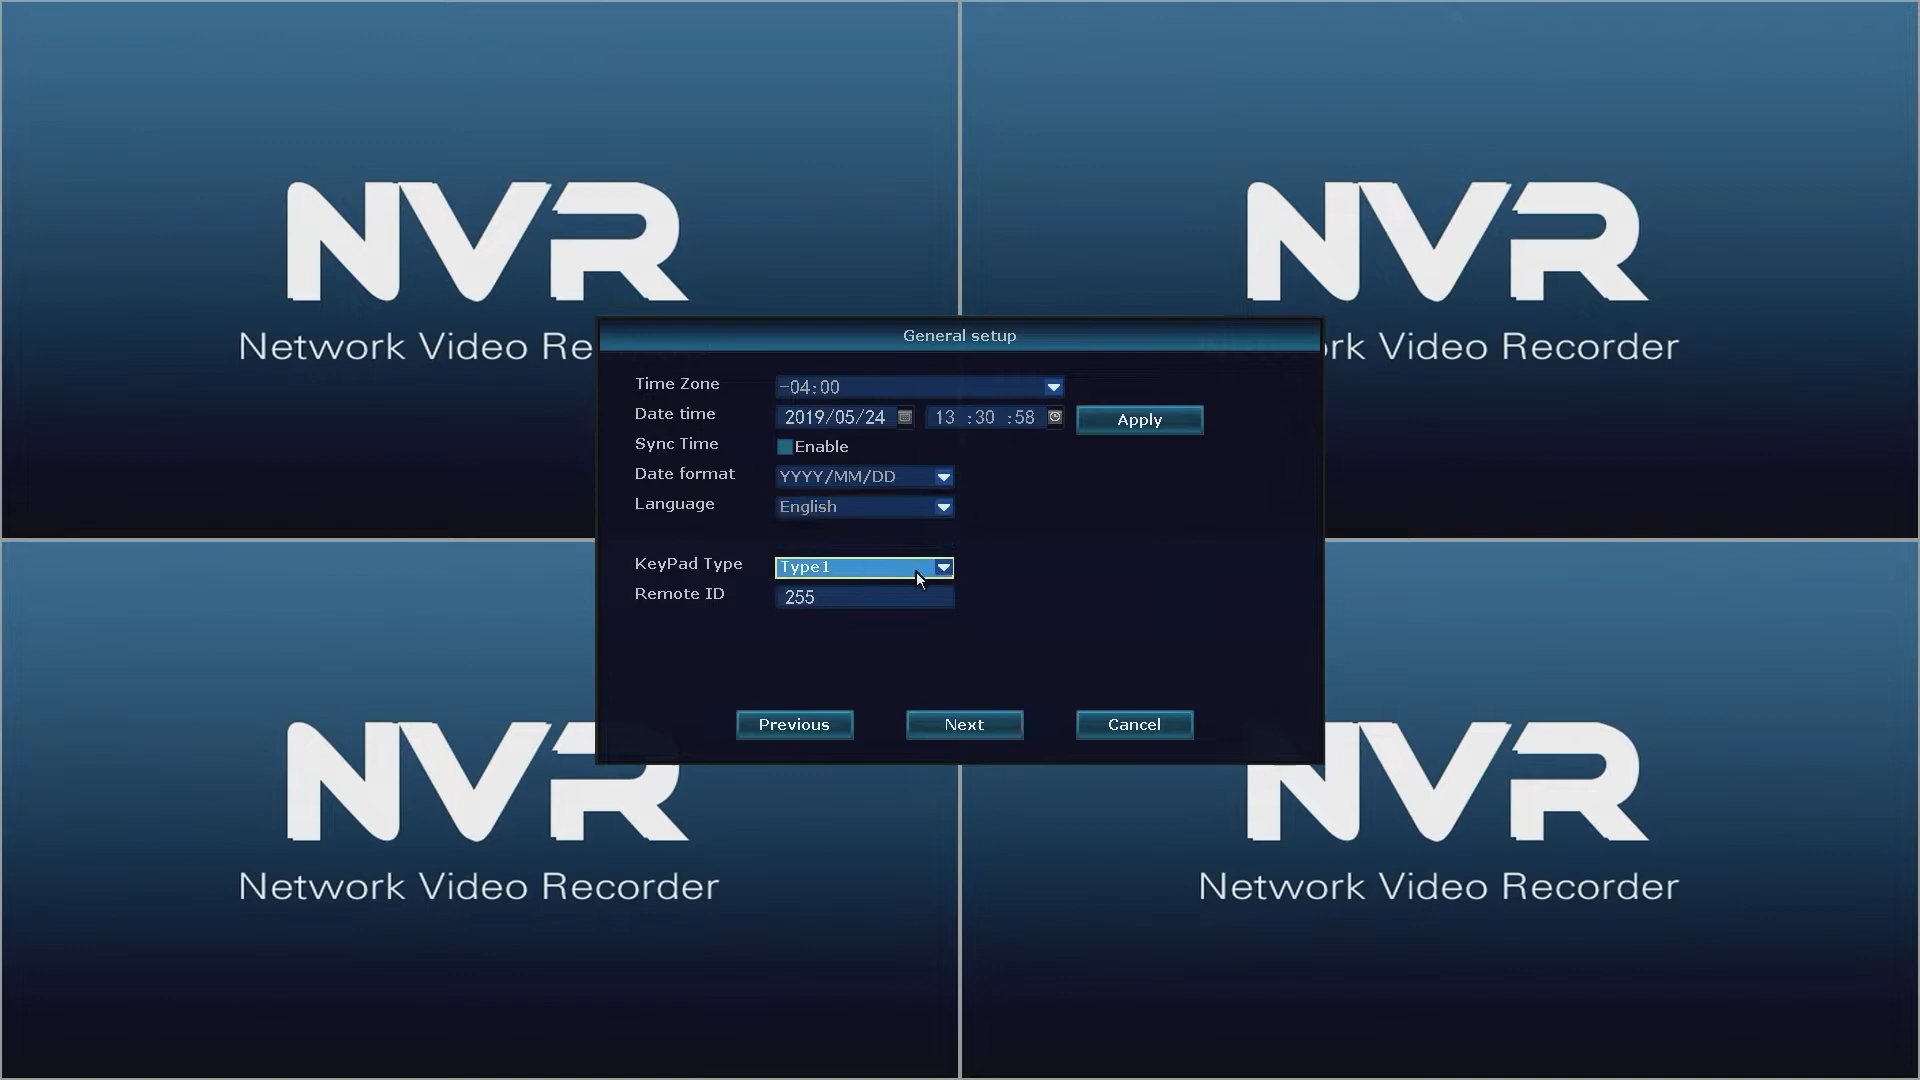 NVR
Network Video Re
NVR
rk Video Recorder
General setup
Time Zone -04:00
Date time 2019/05/24 13 :30 :58 Apply
Sync Time Enable
Date format YYYY/MM/DD
Language English
KeyPad Type Type1
Remote ID 255
Previous Next Cancel
NVR
Network Video Recorder
NVR
Network Video Recorder